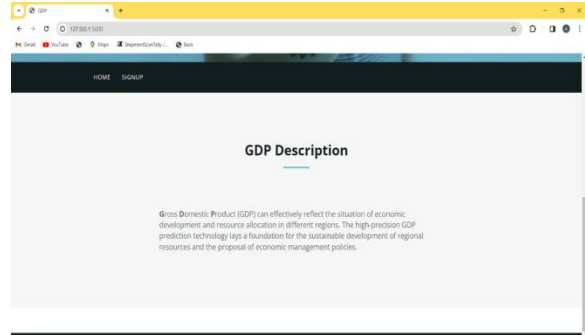 GDP
127.0.0.1:5000
Gmail YouTube Maps
HOME SIGNUP
GDP Description
Gross Domestic Product (GDP) can effectively reflect the situation of economic
development and resource allocation in different regions. The high-precision GDP
prediction technology lays a foundation for the sustainable development of regional
resources and the proposal of economic management policies.